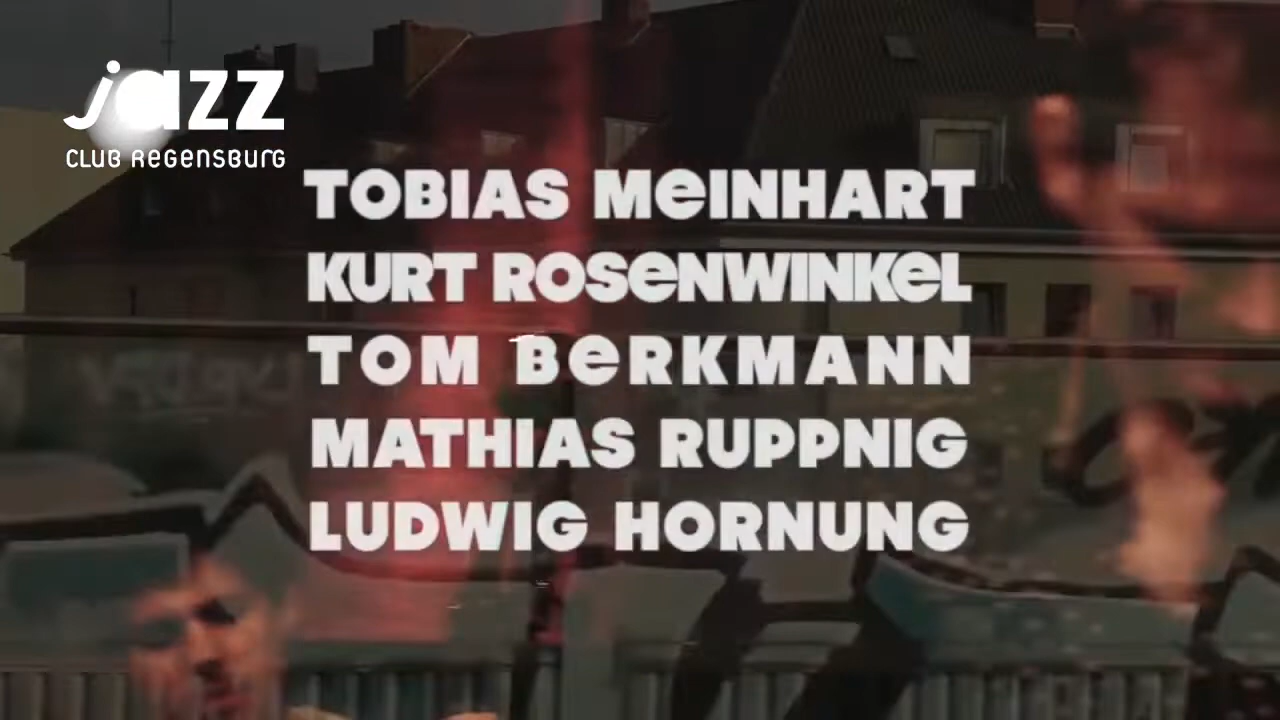 jazz
CLUB REGENSBURG
TOBIAS MeINHART
KURT ROSeNWINKeL
TOM BeRKMANN
MATHIAS RUPPNIG
LUDWIG HORNUNG